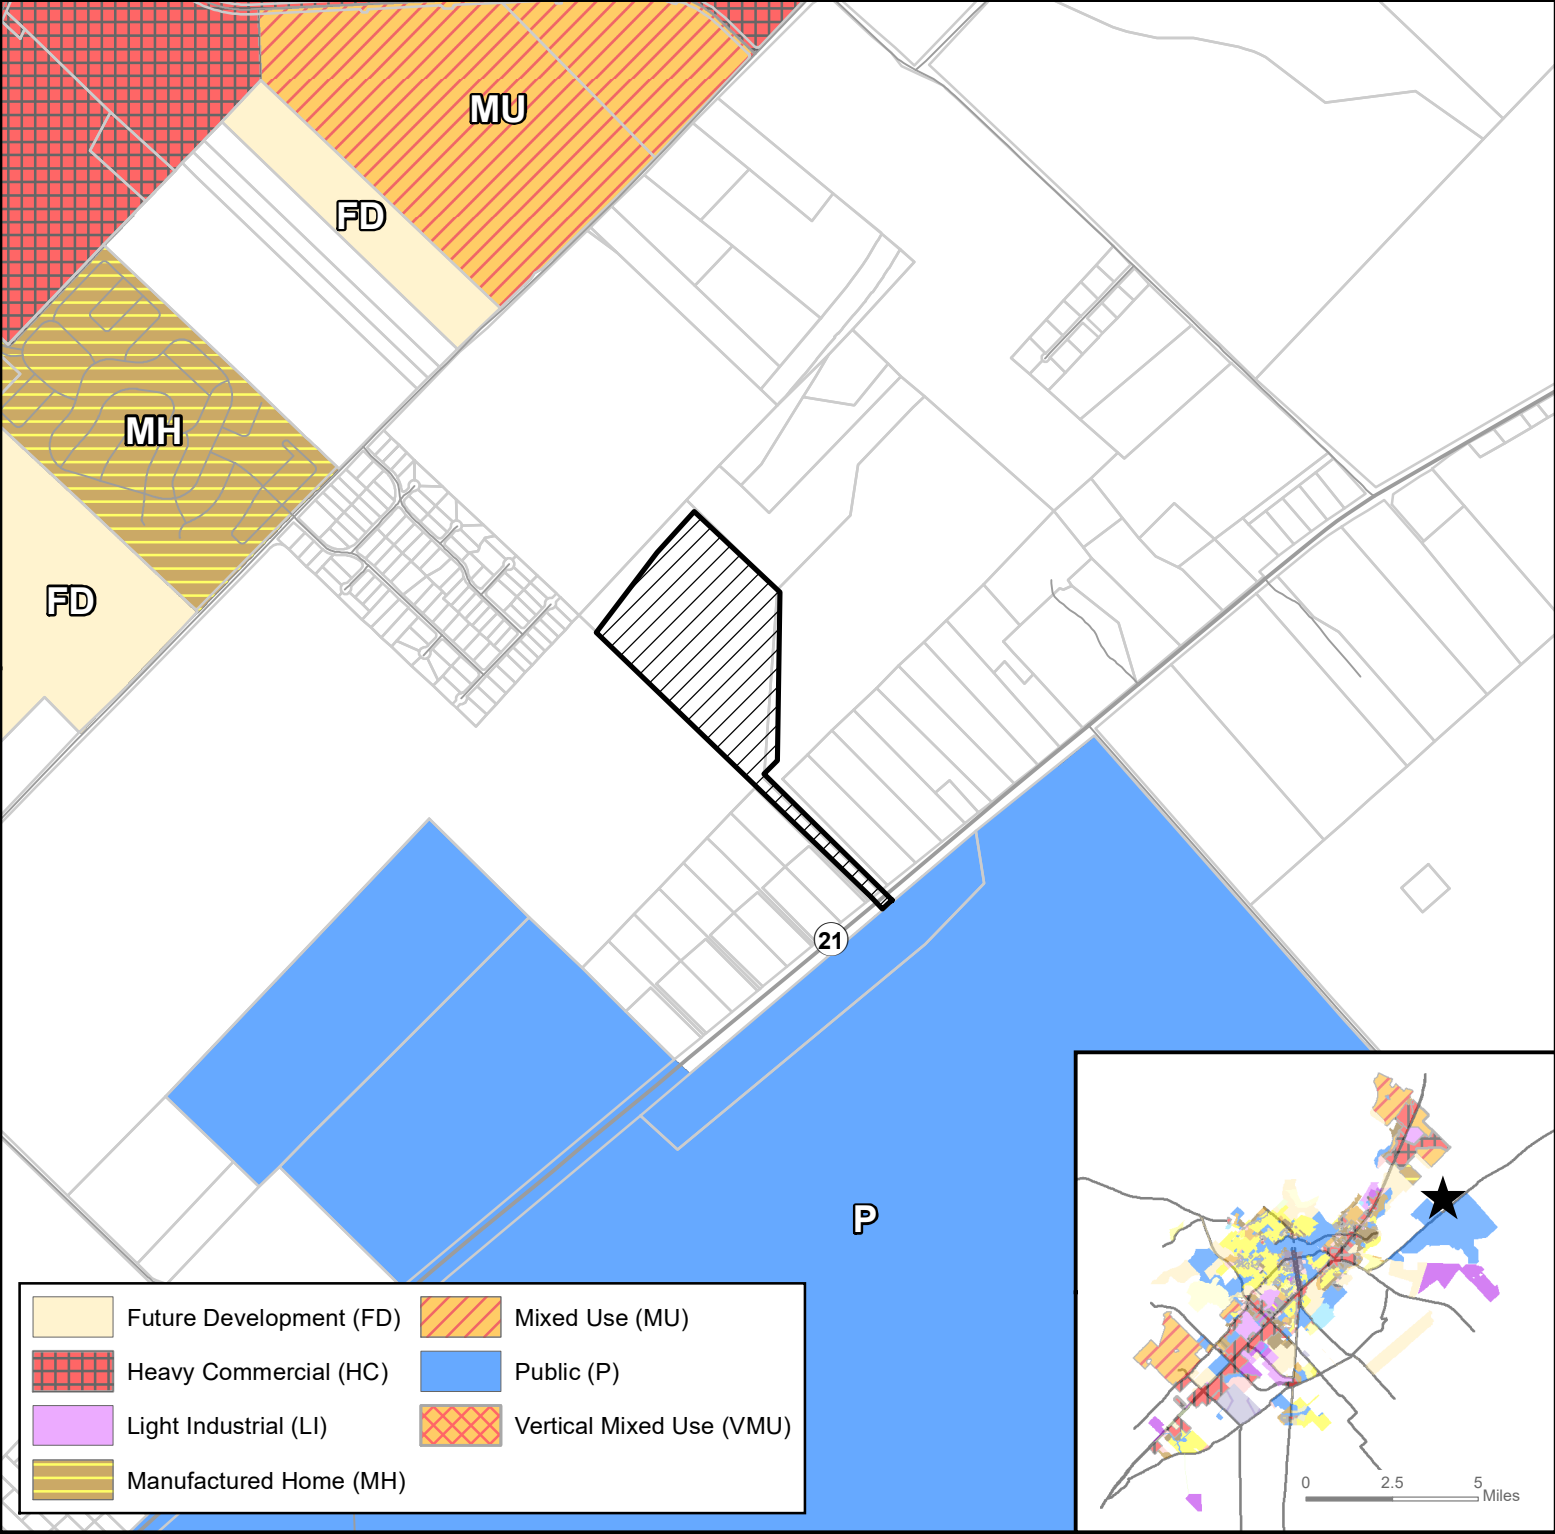 MU
FD
MH
FD
21
P
Future Development (FD)
Mixed Use (MU)
Heavy Commercial (HC)
Public (P)
Light Industrial (LI)
Vertical Mixed Use (VMU)
Manufactured Home (MH)
0 2.5 5
Miles